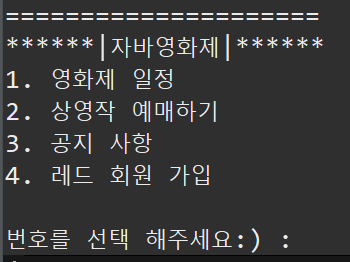 =====================
******|자바영화제|******
1. 영화제 일정
2. 상영작 예매하기
3. 공지 사항
4. 레드 회원 가입
번호를 선택 해주세요:) :